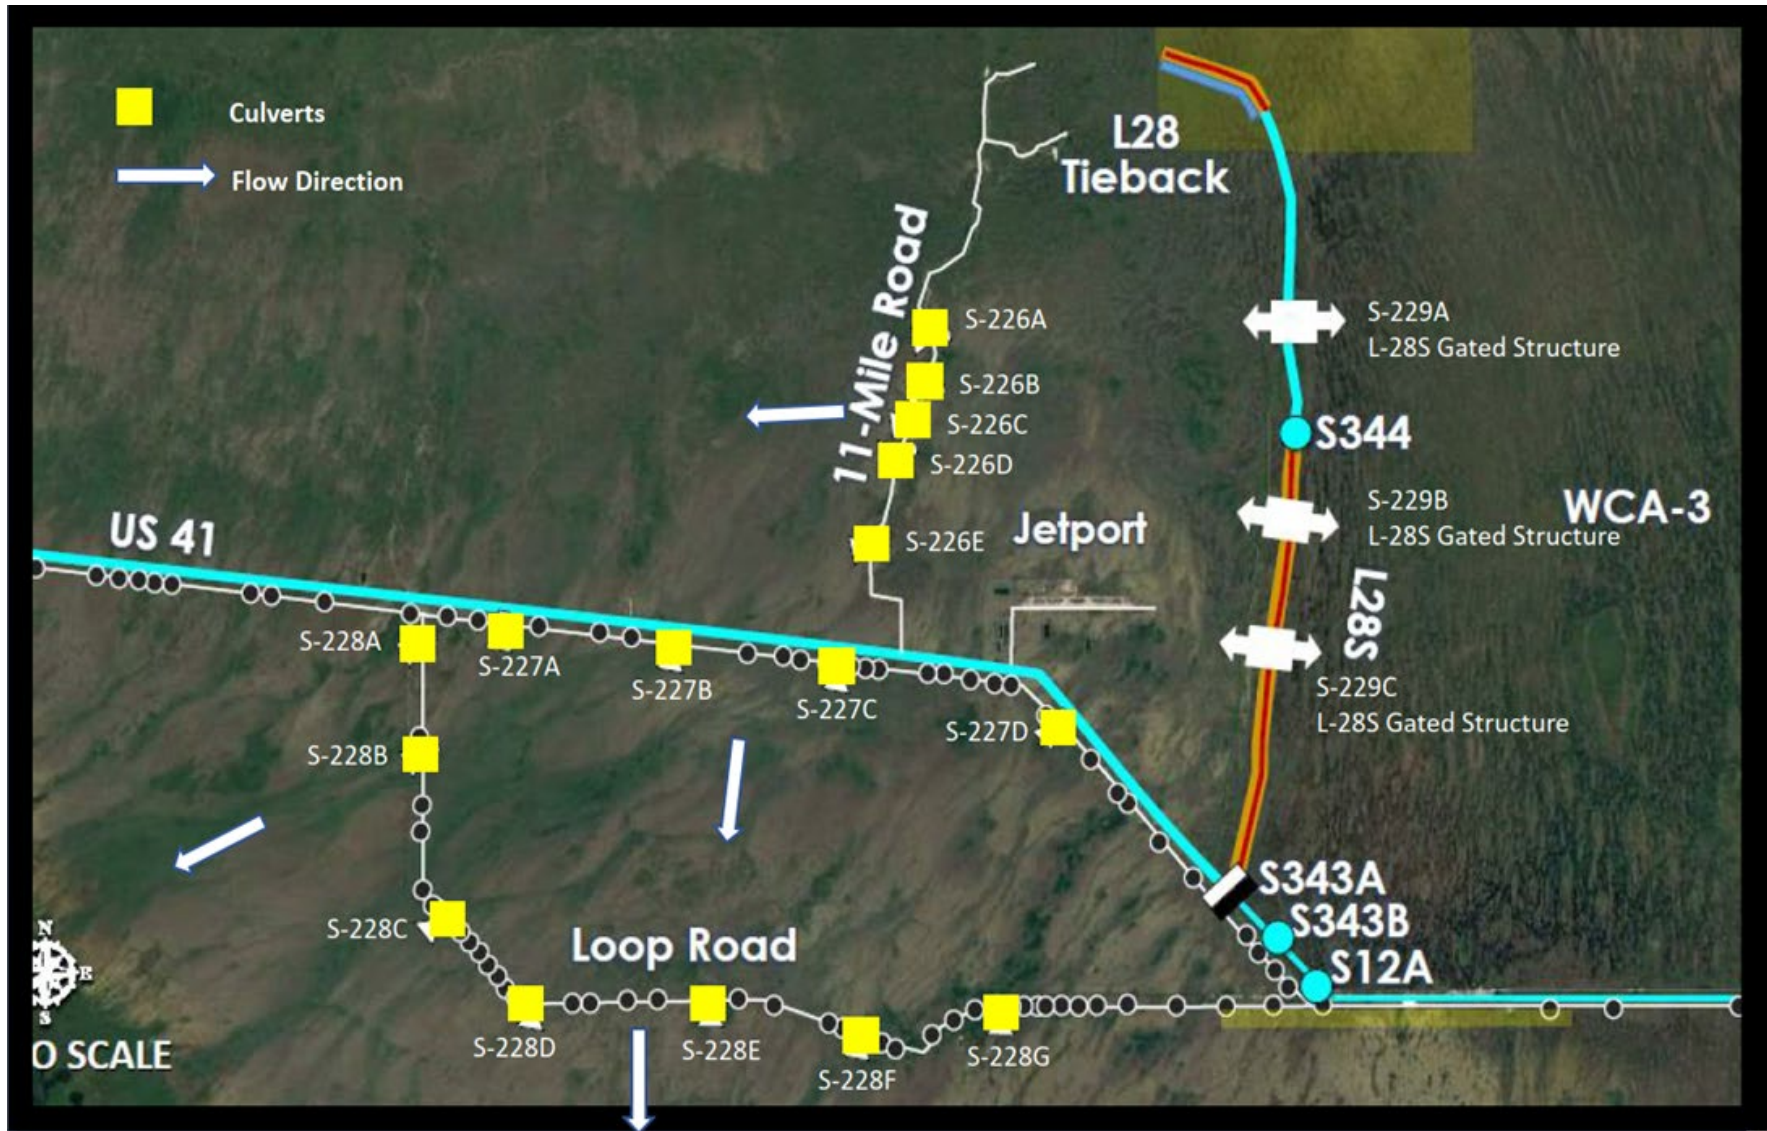 Culverts
Flow Direction
L28
Tieback
11-Mile Road
S-226A
S-226B
S-226C
S-226D
S-226E
S-229A
L-28S Gated Structure
S344
S-229B
L-28S Gated Structure
WCA-3
Jetport
L28S
S-229C
L-28S Gated Structure
US 41
S-228A
S-227A
S-227B
S-227C
S-227D
S-228B
S-228C
Loop Road
S343A
S343B
S12A
N
E
S
O SCALE
S-228D
S-228E
S-228F
S-228G